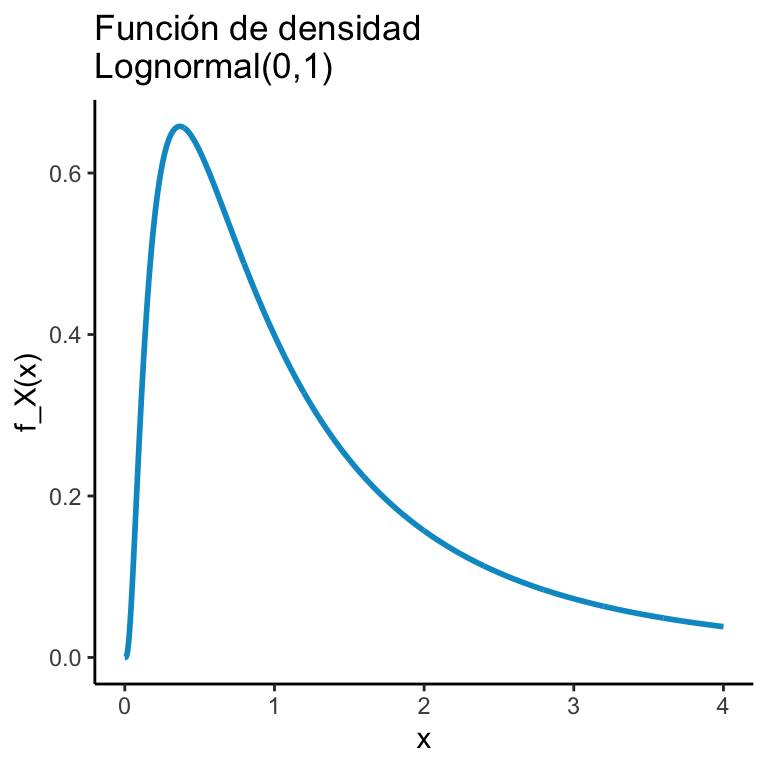 Función de densidad
Lognormal(0,1)
f_X(x)
0.6
0.4
0.2
0.0
0 1 2 3 4
x